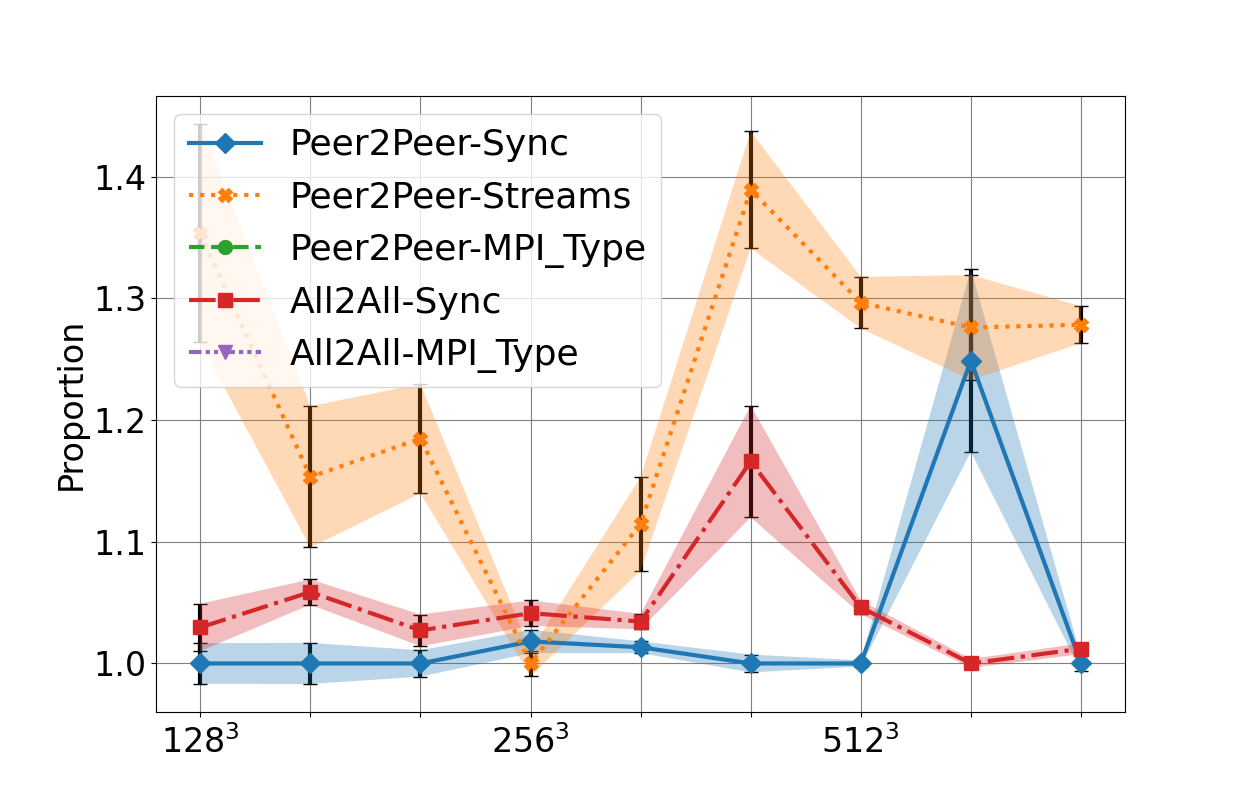 Peer2Peer-Sync
Peer2Peer-Streams
Peer2Peer-MPI_Type
All2All-Sync
All2All-MPI_Type
Proportion
1.4
1.3
1.2
1.1
1.0
128³
256³
512³